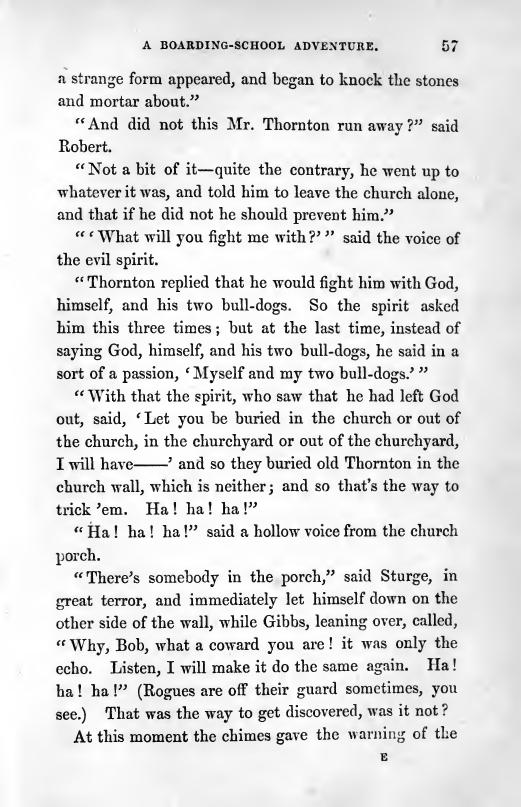 A BOARDING-SCHOOL ADVENTURE. 57
a strange form appeared, and began to knock the stones
and mortar about.”
“And did not this Mr. Thornton run away?” said
Robert.
“Not a bit of it—quite the contrary, he went up to
whatever it was, and told him to leave the church alone,
and that if he did not he should prevent him.”
“‘What will you fight me with?’” said the voice of
the evil spirit.
“Thornton replied that he would fight him with God,
himself, and his two bull-dogs. So the spirit asked
him this three times; but at the last time, instead of
saying God, himself, and his two bull-dogs, he said in a
sort of a passion, ‘Myself and my two bull-dogs.’”
“With that the spirit, who saw that he had left God
out, said, ‘Let you be buried in the church or out of
the church, in the churchyard or out of the churchyard,
I will have——’ and so they buried old Thornton in the
church wall, which is neither; and so that’s the way to
trick ’em. Ha! ha! ha!”
“Ha! ha! ha!” said a hollow voice from the church
porch.
“There’s somebody in the porch,” said Sturge, in
great terror, and immediately let himself down on the
other side of the wall, while Gibbs, leaning over, called,
“Why, Bob, what a coward you are! it was only the
echo. Listen, I will make it do the same again. Ha!
ha! ha!” (Rogues are off their guard sometimes, you
see.) That was the way to get discovered, was it not?
At this moment the chimes gave the warning of the
E